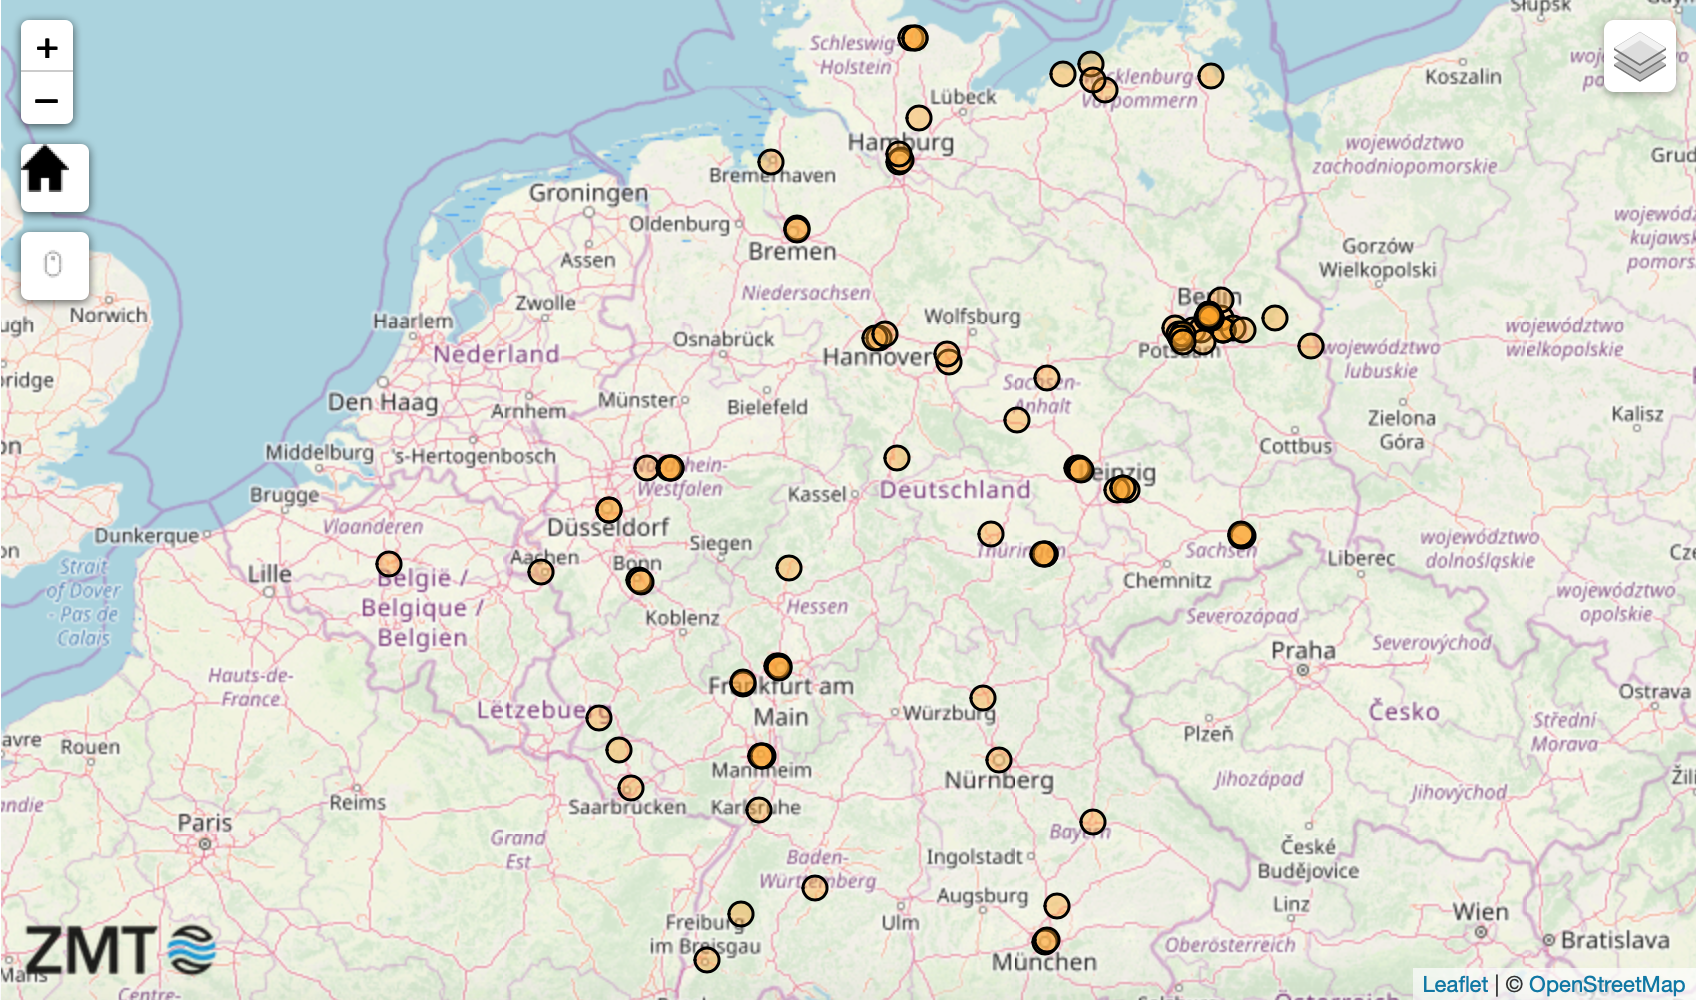 +
−
Słupsk
Schleswig-
Holstein
Koszalin
Lübeck
Vorpommern
Hamburg
województwo
zachodniopomorskie
Bremerhaven
Groningen
Oldenburg
Bremen
Assen
Gorzów
Wielkopolski
Niedersachsen
Berlin
Zwolle
Norwich
Haarlem
Wolfsburg
Osnabrück
województwo
wielkopolskie
Nederland
Hannover
Potsdam
województwo
lubuskie
Sachsen-
Anhalt
Den Haag
Arnhem
Münster
Bielefeld
Zielona
Góra
Kalisz
Cottbus
Middelburg
's-Hertogenbosch
Nordrhein-
Westfalen
Leipzig
Kassel
Deutschland
Brugge
Vlaanderen
Düsseldorf
Dunkerque
Siegen
Thüringen
Sachsen
Liberec
województwo
dolnośląskie
Aachen
Bonn
Strait
of Dover
- Pas de
Calais
Lille
België /
Belgique /
Belgien
Chemnitz
województwo
opolskie
Koblenz
Hessen
Severozápad
Severovýchod
Praha
Hauts-de-
France
Frankfurt am
Main
Ostrava
Lëtzebuerg
Würzburg
Česko
Střední
Morava
Plzeň
Rouen
Mannheim
Nürnberg
Jihozápad
Jihovýchod
Reims
Saarbrücken
Karlsruhe
Paris
Grand
Est
Bayern
Baden-
Württemberg
Ingolstadt
České
Budějovice
Augsburg
Linz
Freiburg
im Breisgau
Ulm
Wien
Bratislava
ZMT
München
Oberösterreich
Centre-
Leaflet | © OpenStreetMap